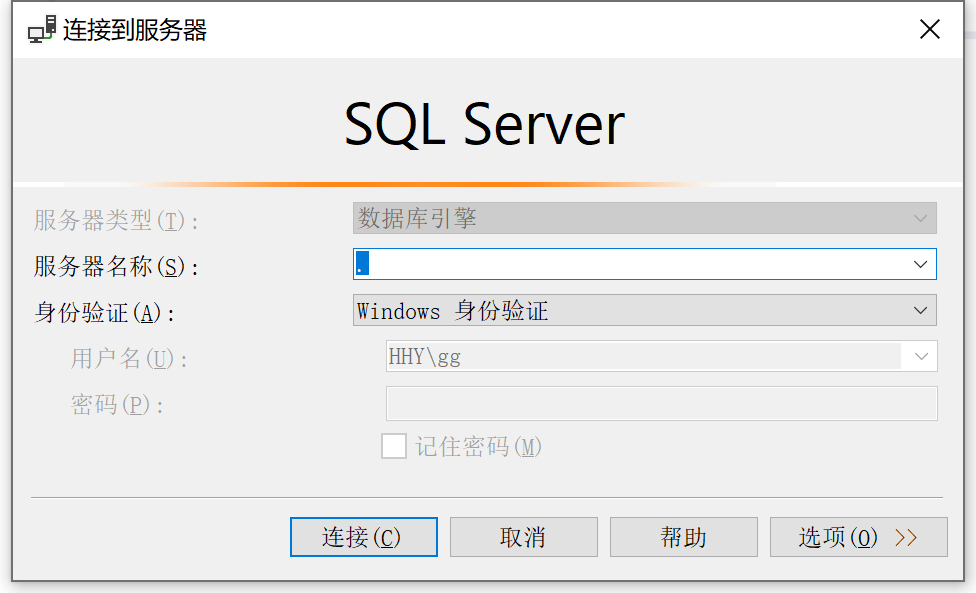 连接到服务器
SQL Server
服务器类型(T): 数据库引擎
服务器名称(S): .
身份验证(A): Windows 身份验证
用户名(U): HHY\gg
密码(P):
记住密码(M)
连接(C) 取消 帮助 选项(O) >>